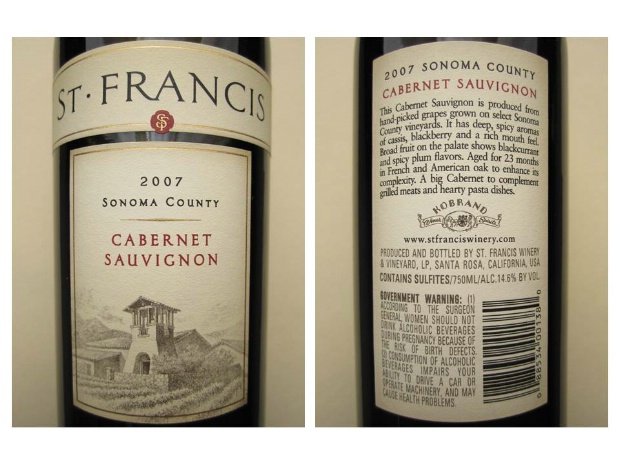 ST·FRANCIS
SF
2007
SONOMA COUNTY
CABERNET
SAUVIGNON
2007 SONOMA COUNTY
CABERNET SAUVIGNON
This Cabernet Sauvignon is produced from
hand-picked grapes grown on select Sonoma
County vineyards. It has deep, spicy aromas
of cassis, blackberry and a rich mouth feel.
Broad fruit on the palate shows blackcurrant
and spicy plum flavors. Aged for 23 months
in French and American oak to enhance its
complexity. A big Cabernet to complement
grilled meats and hearty pasta dishes.
KOBRAND
www.stfranciswinery.com
PRODUCED AND BOTTLED BY ST. FRANCIS WINERY
& VINEYARD, LP, SANTA ROSA, CALIFORNIA, USA
CONTAINS SULFITES/750ML/ALC.14.6% BY VOL.
GOVERNMENT WARNING: (1)
ACCORDING TO THE SURGEON
GENERAL WOMEN SHOULD NOT
DRINK ALCOHOLIC BEVERAGES
DURING PREGNANCY BECAUSE OF
THE RISK OF BIRTH DEFECTS.
(2) CONSUMPTION OF ALCOHOLIC
BEVERAGES IMPAIRS YOUR
ABILITY TO DRIVE A CAR OR
OPERATE MACHINERY, AND MAY
CAUSE HEALTH PROBLEMS.
0 88534 00138 0